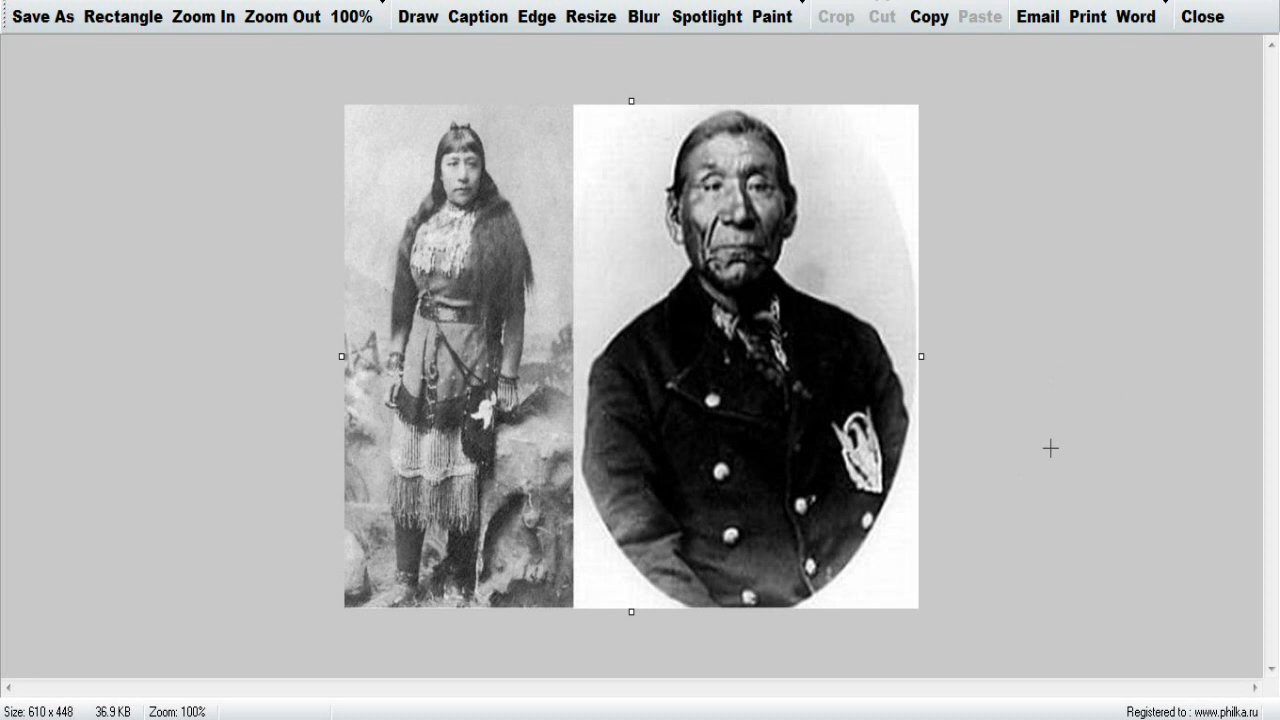 Save As Rectangle Zoom In Zoom Out 100% Draw Caption Edge Resize Blur Spotlight Paint Crop Cut Copy Paste Email Print Word Close
Size: 610 x 448 36.9 KB Zoom: 100% Registered to : www.philka.ru